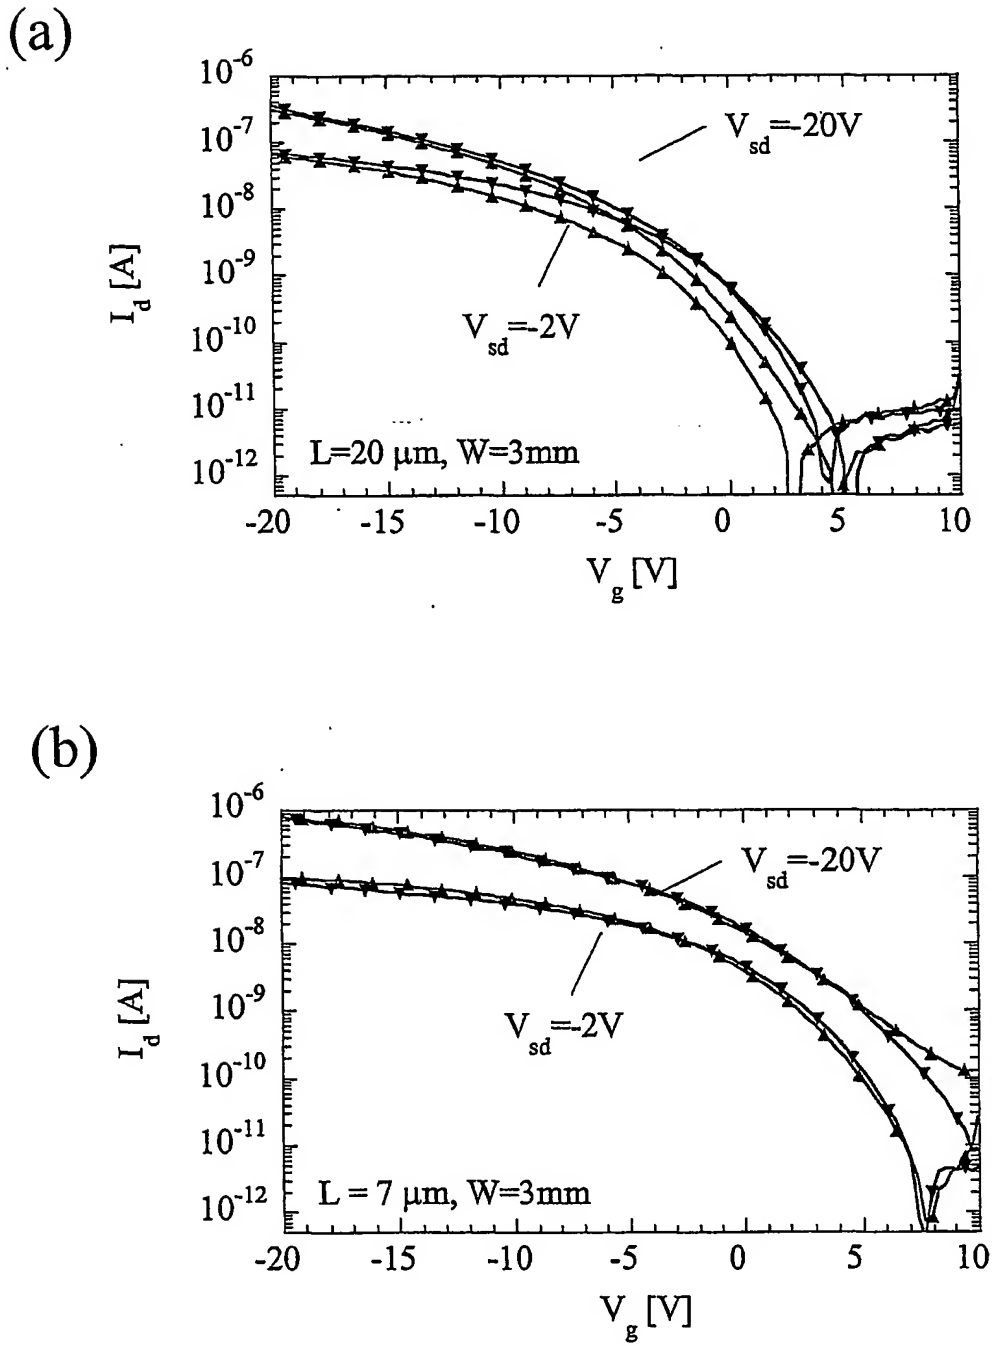 (a)
10^-6
10^-7
10^-8
10^-9
10^-10
10^-11
10^-12
I_d [A]
V_sd=-20V
V_sd=-2V
L=20 μm, W=3mm
-20 -15 -10 -5 0 5 10
V_g [V]
(b)
10^-6
10^-7
10^-8
10^-9
10^-10
10^-11
10^-12
I_d [A]
V_sd=-20V
V_sd=-2V
L = 7 μm, W=3mm
-20 -15 -10 -5 0 5 10
V_g [V]